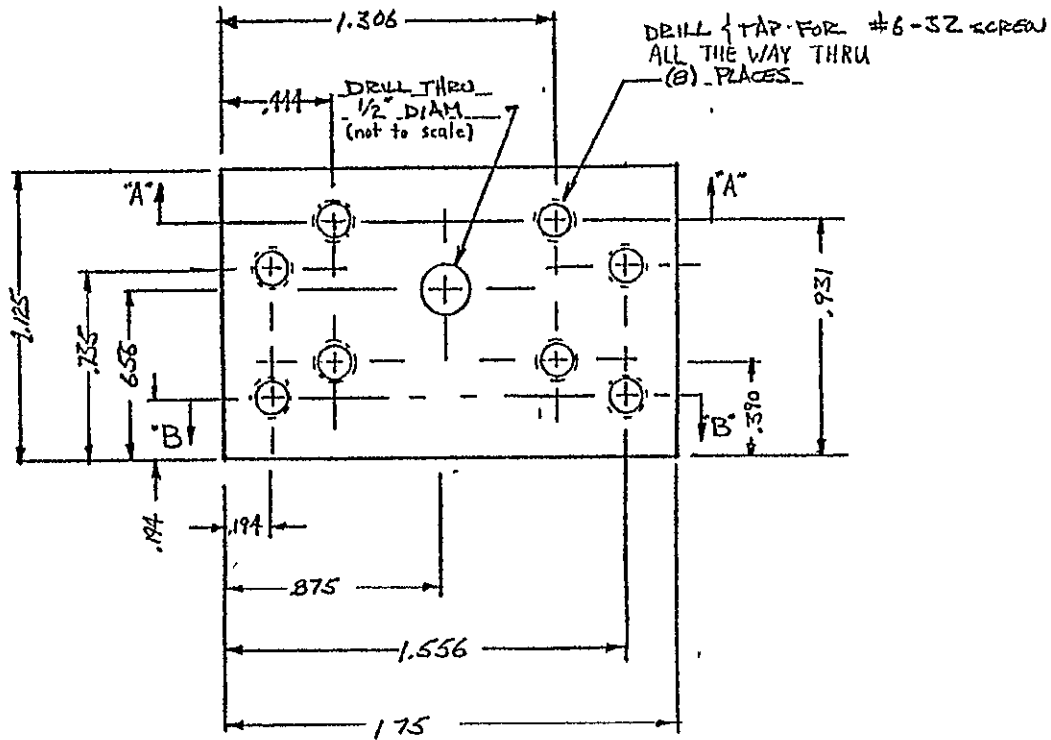 1.306
DRILL & TAP FOR #6-32 SCREW
ALL THE WAY THRU
(8) PLACES
.444
DRILL THRU
1/2" DIAM
(not to scale)
"A"
"A"
1.125
.735
.656
.931
.390
"B"
"B"
.194
.194
.875
1.556
1.75